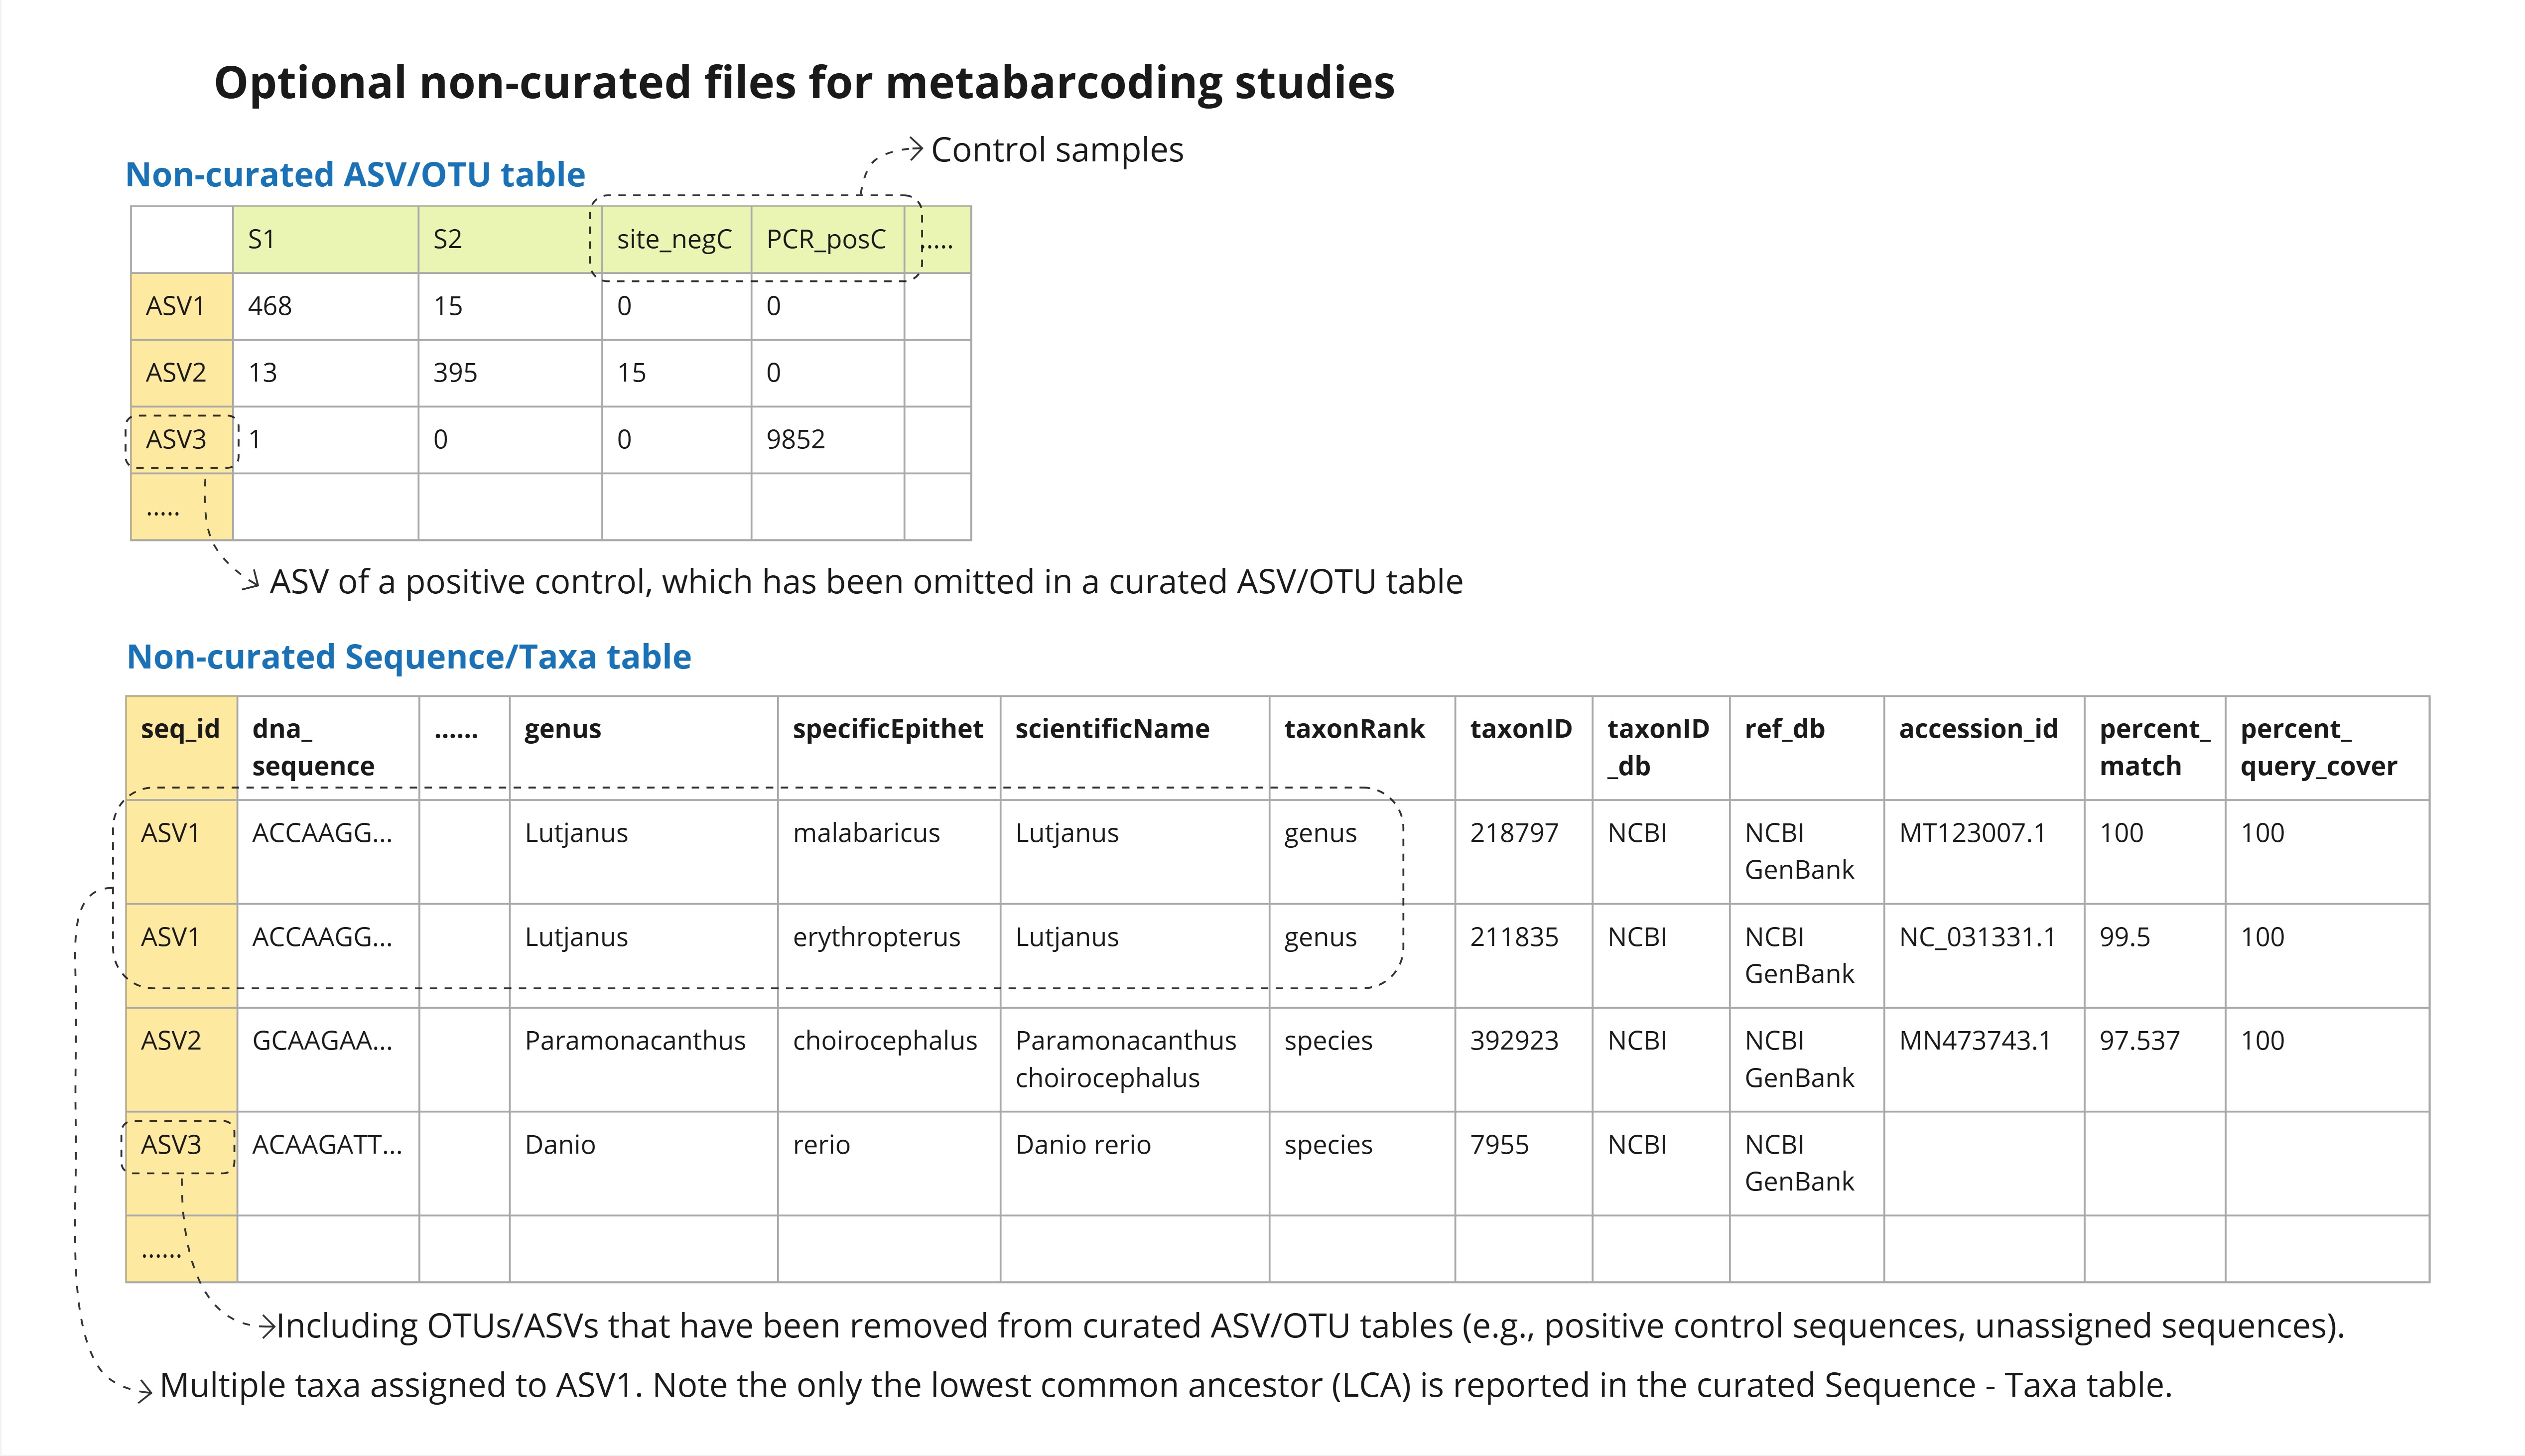 Optional non-curated files for metabarcoding studies
Control samples
Non-curated ASV/OTU table
S1 S2 site_negC PCR_posC .....
ASV1 468 15 0 0
ASV2 13 395 15 0
ASV3 1 0 0 9852
.....
ASV of a positive control, which has been omitted in a curated ASV/OTU table
Non-curated Sequence/Taxa table
seq_id dna_ ...... genus specificEpithet scientificName taxonRank taxonID taxonID ref_db accession_id percent_ percent_
sequence _db match query_cover
ASV1 ACCAAGG... Lutjanus malabaricus Lutjanus genus 218797 NCBI NCBI MT123007.1 100 100
GenBank
ASV1 ACCAAGG... Lutjanus erythropterus Lutjanus genus 211835 NCBI NCBI NC_031331.1 99.5 100
GenBank
ASV2 GCAAGAA... Paramonacanthus choirocephalus Paramonacanthus species 392923 NCBI NCBI MN473743.1 97.537 100
choirocephalus GenBank
ASV3 ACAAGATT... Danio rerio Danio rerio species 7955 NCBI NCBI
GenBank
......
Including OTUs/ASVs that have been removed from curated ASV/OTU tables (e.g., positive control sequences, unassigned sequences).
Multiple taxa assigned to ASV1. Note the only the lowest common ancestor (LCA) is reported in the curated Sequence - Taxa table.